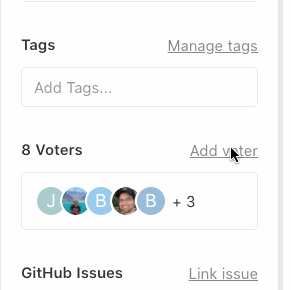 Tags Manage tags
Add Tags...
8 Voters Add voter
J B B + 3
GitHub Issues Link issue